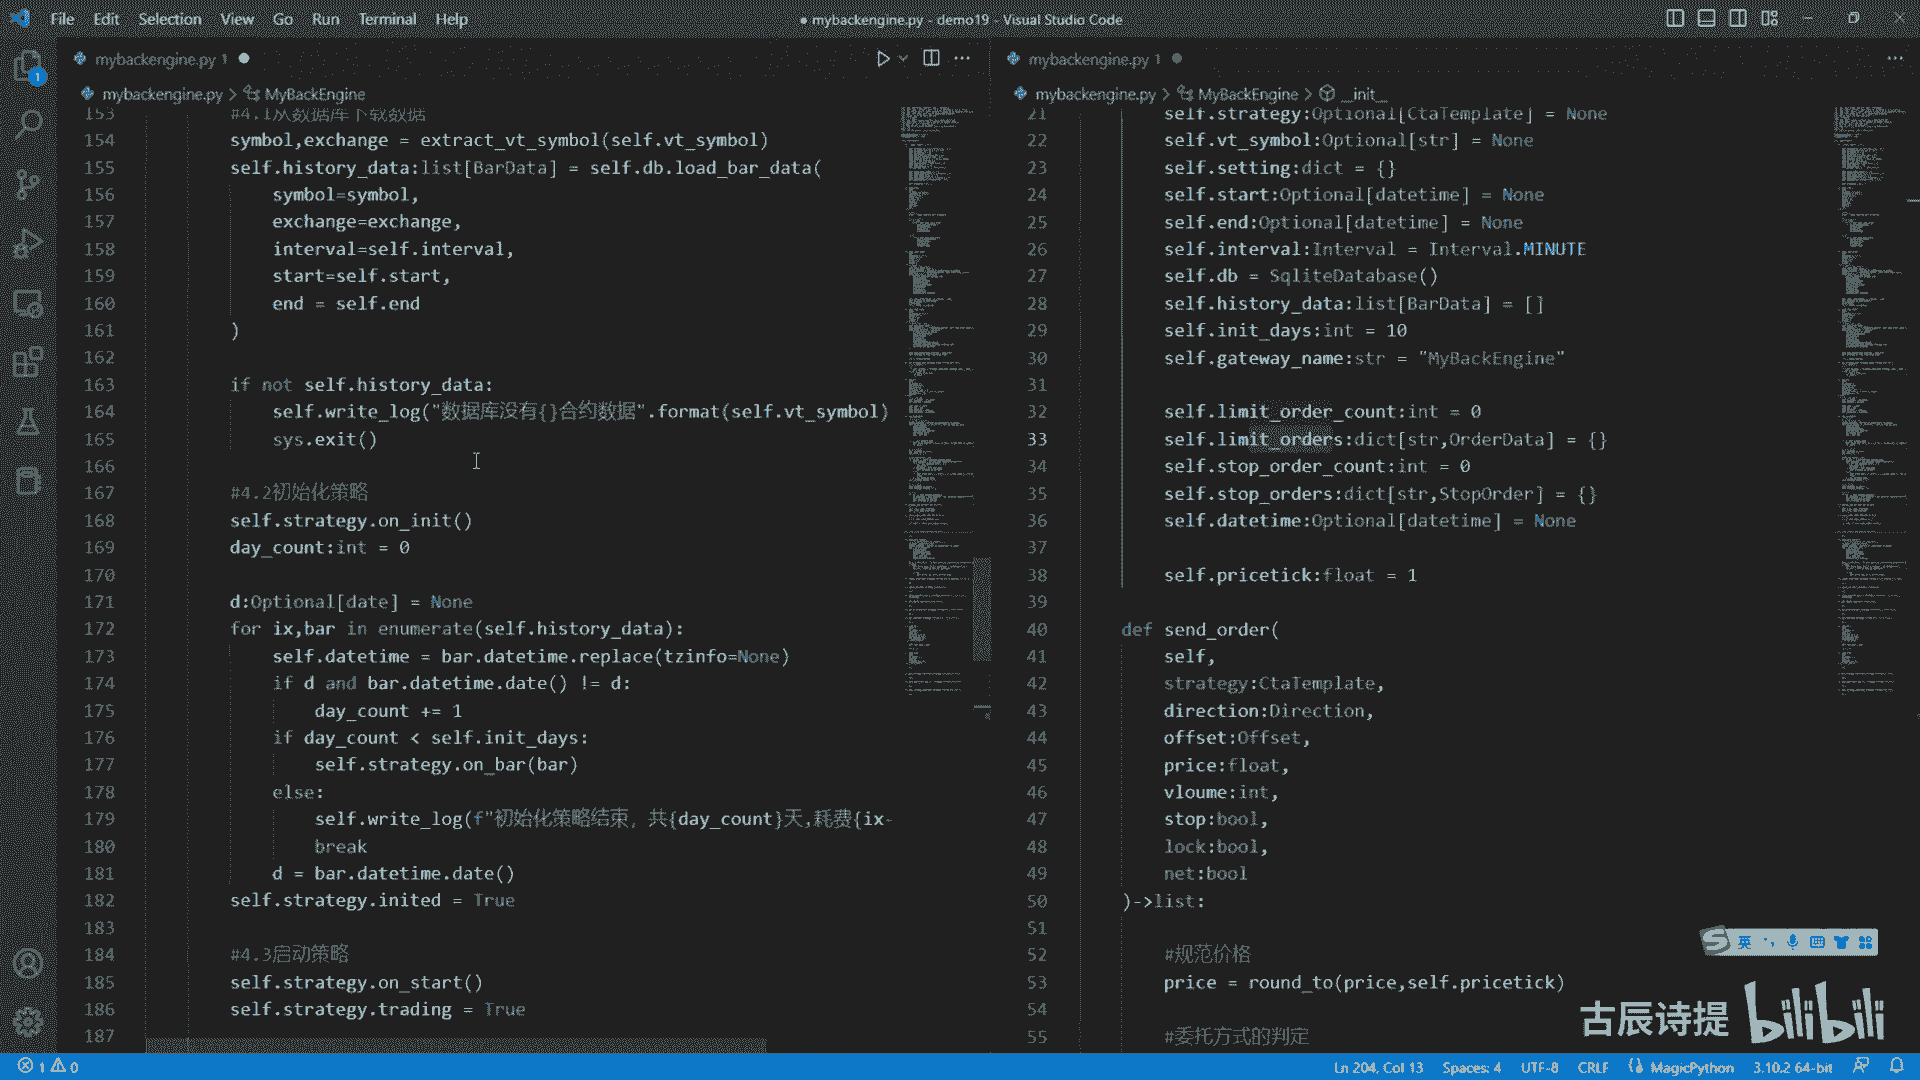 File Edit Selection View Go Run Terminal Help
● mybackengine.py - demo19 - Visual Studio Code
mybackengine.py 1
mybackengine.py > MyBackEngine
153 #4.1从数据库下载数据
154 symbol,exchange = extract_vt_symbol(self.vt_symbol)
155 self.history_data:list[BarData] = self.db.load_bar_data(
156 symbol=symbol,
157 exchange=exchange,
158 interval=self.interval,
159 start=self.start,
160 end = self.end
161 )
162
163 if not self.history_data:
164 self.write_log("数据库没有{}合约数据".format(self.vt_symbol)
165 sys.exit()
166
167 #4.2初始化策略
168 self.strategy.on_init()
169 day_count:int = 0
170
171 d:Optional[date] = None
172 for ix,bar in enumerate(self.history_data):
173 self.datetime = bar.datetime.replace(tzinfo=None)
174 if d and bar.datetime.date() != d:
175 day_count += 1
176 if day_count < self.init_days:
177 self.strategy.on_bar(bar)
178 else:
179 self.write_log(f"初始化策略结束，共{day_count}天,耗费{ix-
180 break
181 d = bar.datetime.date()
182 self.strategy.inited = True
183
184 #4.3启动策略
185 self.strategy.on_start()
186 self.strategy.trading = True
187
mybackengine.py 1
mybackengine.py > MyBackEngine > __init__
21 self.strategy:Optional[CtaTemplate] = None
22 self.vt_symbol:Optional[str] = None
23 self.setting:dict = {}
24 self.start:Optional[datetime] = None
25 self.end:Optional[datetime] = None
26 self.interval:Interval = Interval.MINUTE
27 self.db = SqliteDatabase()
28 self.history_data:list[BarData] = []
29 self.init_days:int = 10
30 self.gateway_name:str = "MyBackEngine"
31
32 self.limit_order_count:int = 0
33 self.limit_orders:dict[str,OrderData] = {}
34 self.stop_order_count:int = 0
35 self.stop_orders:dict[str,StopOrder] = {}
36 self.datetime:Optional[datetime] = None
37
38 self.pricetick:float = 1
39
40 def send_order(
41 self,
42 strategy:CtaTemplate,
43 direction:Direction,
44 offset:Offset,
45 price:float,
46 vloume:int,
47 stop:bool,
48 lock:bool,
49 net:bool
50 )->list:
51
52 #规范价格
53 price = round_to(price,self.pricetick)
54
55 #委托方式的判定
英
古辰诗提 bilibili
1 0
Ln 204, Col 13 Spaces: 4 UTF-8 CRLF MagicPython 3.10.2 64-bit